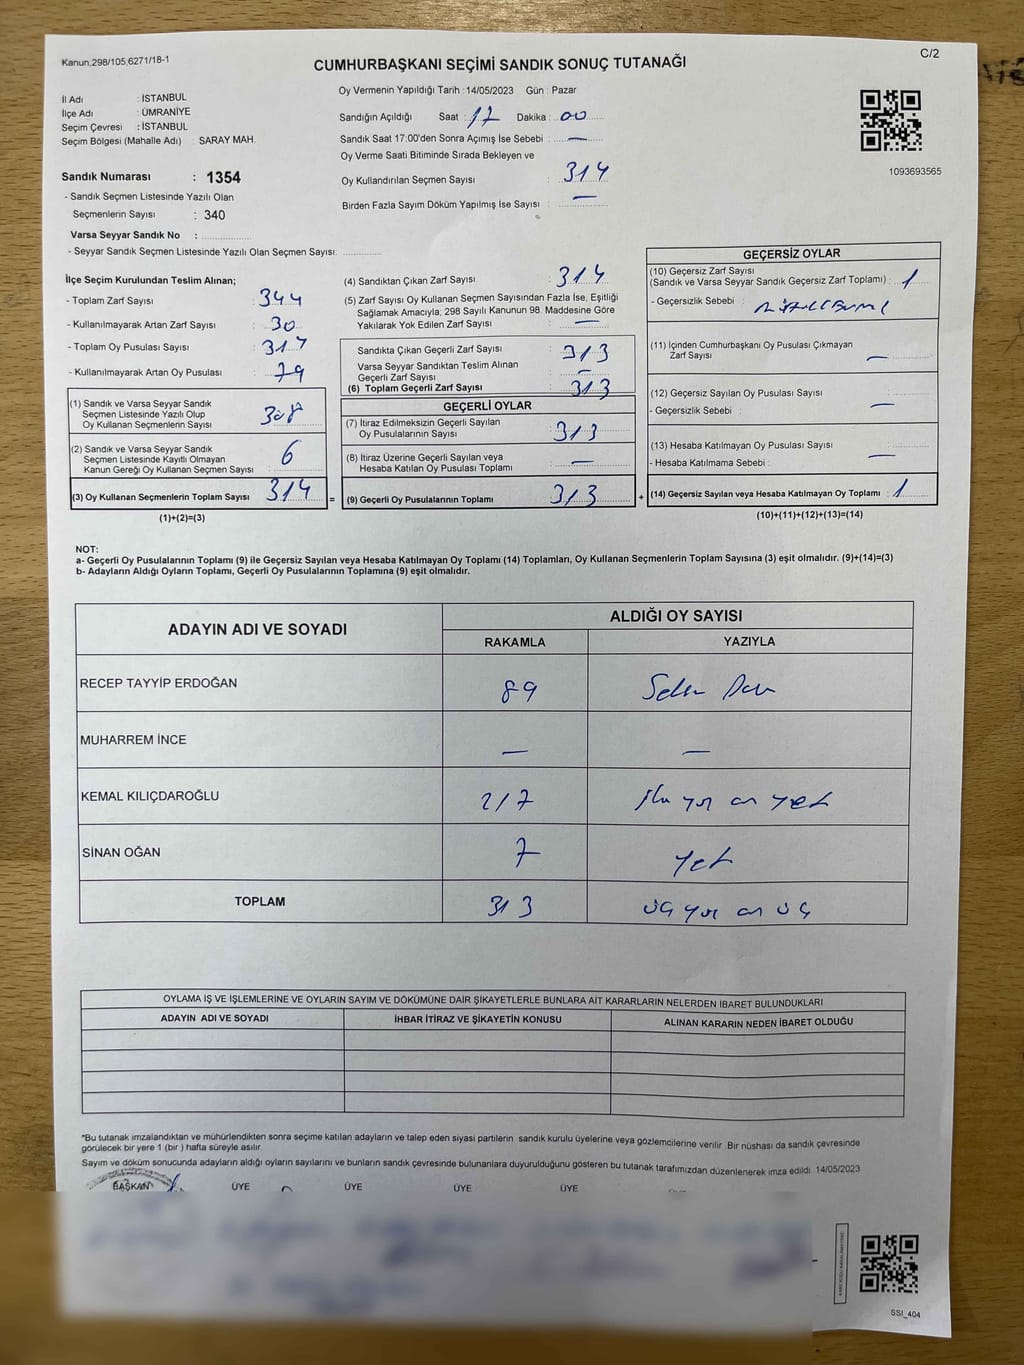 Kanun.298/105,6271/18-1
C/2
CUMHURBAŞKANI SEÇİMİ SANDIK SONUÇ TUTANAĞI
İl Adı : İSTANBUL
İlçe Adı : ÜMRANİYE
Seçim Çevresi : İSTANBUL
Seçim Bölgesi (Mahalle Adı) : SARAY MAH.
Sandık Numarası : 1354
- Sandık Seçmen Listesinde Yazılı Olan
Seçmenlerin Sayısı : 340
Varsa Seyyar Sandık No :
- Seyyar Sandık Seçmen Listesinde Yazılı Olan Seçmen Sayısı:
Oy Vermenin Yapıldığı Tarih :14/05/2023 Gün : Pazar
Sandığın Açıldığı Saat : 17 Dakika : 00
Sandık Saat 17:00'den Sonra Açımış İse Sebebi : —
Oy Verme Saati Bitiminde Sırada Bekleyen ve
Oy Kullandırılan Seçmen Sayısı : 314
Birden Fazla Sayım Döküm Yapılmış İse Sayısı : —
1093693565
İlçe Seçim Kurulundan Teslim Alınan;
- Toplam Zarf Sayısı : 344
- Kullanılmayarak Artan Zarf Sayısı : 30
- Toplam Oy Pusulası Sayısı :
- Kullanılmayarak Artan Oy Pusulası : 79
(1) Sandık ve Varsa Seyyar Sandık
Seçmen Listesinde Yazılı Olup
Oy Kullanan Seçmenlerin Sayısı : 308
(2) Sandık ve Varsa Seyyar Sandık
Seçmen Listesinde Kayıtlı Olmayan
Kanun Gereği Oy Kullanan Seçmen Sayısı : 6
(3) Oy Kullanan Seçmenlerin Toplam Sayısı : 314 =
(1)+(2)=(3)
(4) Sandıktan Çıkan Zarf Sayısı : 314
(5) Zarf Sayısı Oy Kullanan Seçmen Sayısından Fazla İse, Eşitliği
Sağlamak Amacıyla; 298 Sayılı Kanunun 98. Maddesine Göre
Yakılarak Yok Edilen Zarf Sayısı : —
Sandıkta Çıkan Geçerli Zarf Sayısı : 313
Varsa Seyyar Sandıktan Teslim Alınan
Geçerli Zarf Sayısı : —
(6) Toplam Geçerli Zarf Sayısı : 313
GEÇERLİ OYLAR
(7) İtiraz Edilmeksizin Geçerli Sayılan
Oy Pusulalarının Sayısı : 313
(8) İtiraz Üzerine Geçerli Sayılan veya
Hesaba Katılan Oy Pusulası Toplamı : —
(9) Geçerli Oy Pusulalarının Toplamı : 313 +
GEÇERSİZ OYLAR
(10) Geçersiz Zarf Sayısı
(Sandık ve Varsa Seyyar Sandık Geçersiz Zarf Toplamı) : 1
- Geçersizlik Sebebi :
(11) İçinden Cumhurbaşkanı Oy Pusulası Çıkmayan
Zarf Sayısı : —
(12) Geçersiz Sayılan Oy Pusulası Sayısı :
- Geçersizlik Sebebi : —
(13) Hesaba Katılmayan Oy Pusulası Sayısı :
- Hesaba Katılmama Sebebi : —
(14) Geçersiz Sayılan veya Hesaba Katılmayan Oy Toplamı : 1
(10)+(11)+(12)+(13)=(14)
NOT:
a- Geçerli Oy Pusulalarının Toplamı (9) ile Geçersiz Sayılan veya Hesaba Katılmayan Oy Toplamı (14) Toplamları, Oy Kullanan Seçmenlerin Toplam Sayısına (3) eşit olmalıdır. (9)+(14)=(3)
b- Adayların Aldığı Oyların Toplamı, Geçerli Oy Pusulalarının Toplamına (9) eşit olmalıdır.
ADAYIN ADI VE SOYADI
ALDIĞI OY SAYISI
RAKAMLA YAZIYLA
RECEP TAYYİP ERDOĞAN 89
MUHARREM İNCE — —
KEMAL KILIÇDAROĞLU 217 iki yüz on yedi
SİNAN OĞAN 7 Yedi
TOPLAM 313 üç yüz on üç
OYLAMA İŞ VE İŞLEMLERİNE VE OYLARIN SAYIM VE DÖKÜMÜNE DAİR ŞİKAYETLERLE BUNLARA AİT KARARLARIN NELERDEN İBARET BULUNDUKLARI
ADAYIN ADI VE SOYADI İHBAR İTİRAZ VE ŞİKAYETİN KONUSU ALINAN KARARIN NEDEN İBARET OLDUĞU
*Bu tutanak imzalandıktan ve mühürlendikten sonra seçime katılan adayların ve talep eden siyasi partilerin sandık kurulu üyelerine veya gözlemcilerine verilir. Bir nüshası da sandık çevresinde
görülecek bir yere 1 (bir ) hafta süreyle asılır.
Sayım ve döküm sonucunda adayların aldığı oyların sayılarını ve bunların sandık çevresinde bulunanlara duyurulduğunu gösteren bu tutanak tarafımızdan düzenlenerek imza edildi. 14/05/2023
BAŞKAN ÜYE ÜYE ÜYE ÜYE
SSI_404